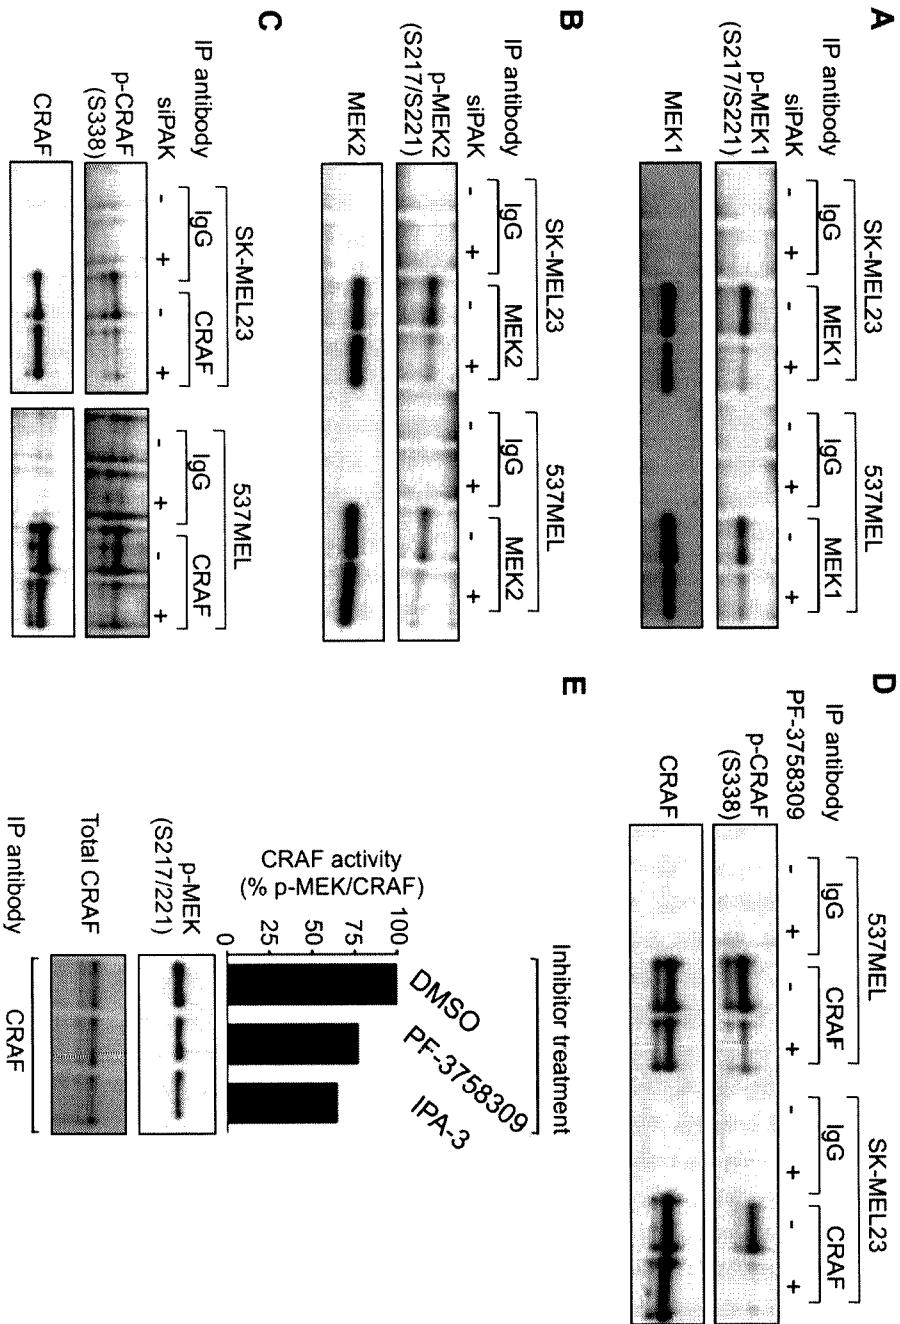 A
SK-MEL23 537MEL
IP antibody IgG MEK1 IgG MEK1
siPAK - + - + - + - +
p-MEK1
(S217/S221)
MEK1
B
SK-MEL23 537MEL
IP antibody IgG MEK2 IgG MEK2
siPAK - + - + - + - +
p-MEK2
(S217/S221)
MEK2
C
SK-MEL23 537MEL
IP antibody IgG CRAF IgG CRAF
siPAK - + - + - + - +
p-CRAF
(S338)
CRAF
D
537MEL SK-MEL23
IP antibody IgG CRAF IgG CRAF
PF-3758309 - + - + - + - +
p-CRAF
(S338)
CRAF
E
Inhibitor treatment
DMSO PF-3758309 IPA-3
CRAF activity
(% p-MEK/CRAF)
100
75
50
25
0
p-MEK
(S217/221)
Total CRAF
IP antibody CRAF